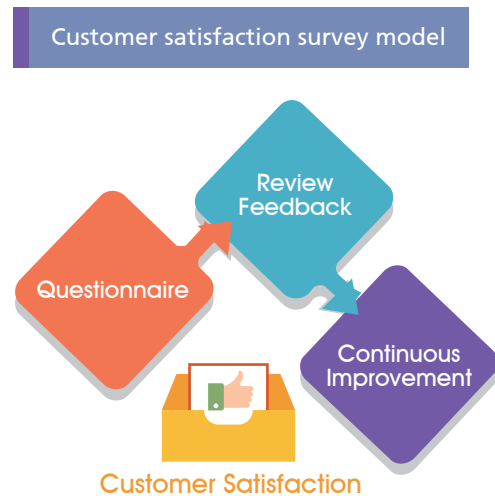 Customer satisfaction survey model
Questionnaire
Review
Feedback
Continuous
Improvement
Customer Satisfaction